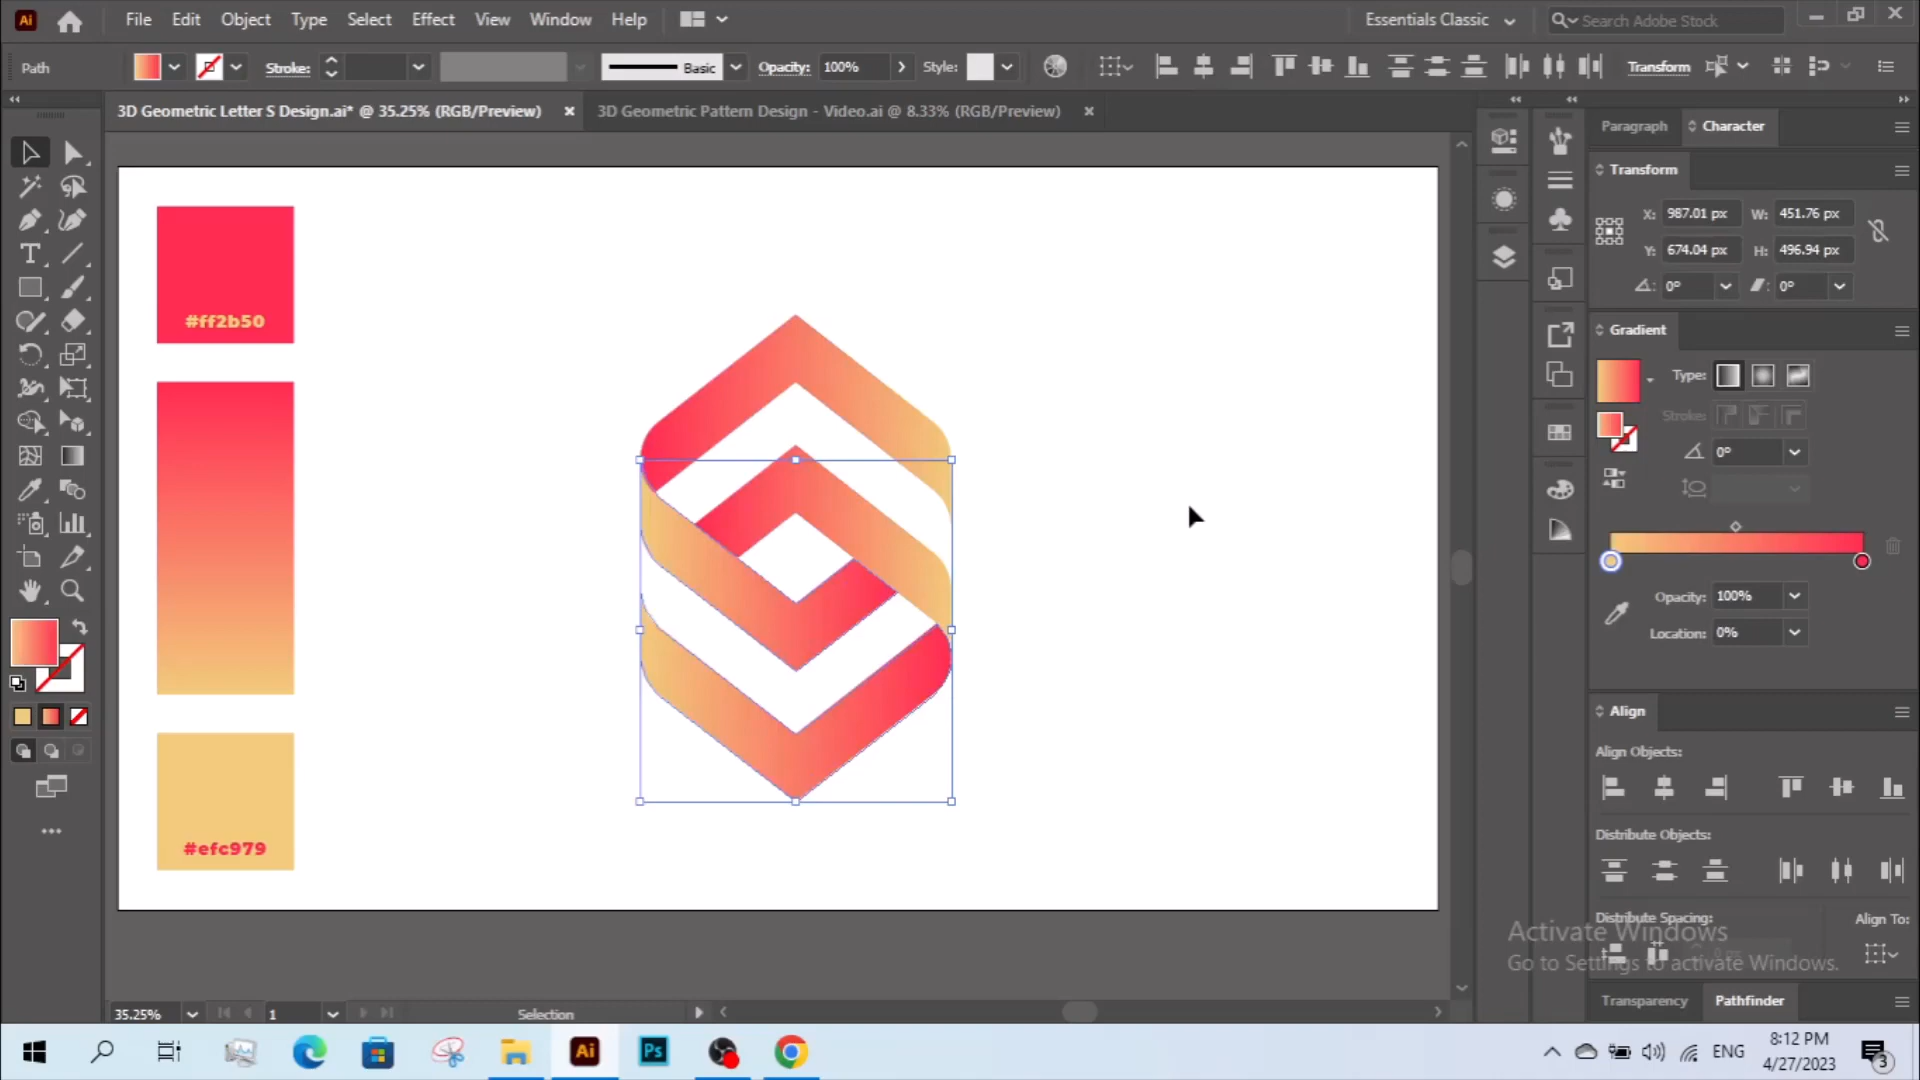 Ai File Edit Object Type Select Effect View Window Help Essentials Classic Search Adobe Stock
Path Stroke: Basic Opacity: 100% Style: Transform
3D Geometric Letter S Design.ai* @ 35.25% (RGB/Preview) 3D Geometric Pattern Design - Video.ai @ 8.33% (RGB/Preview)
Paragraph Character
Transform
X: 987.01 px W: 451.76 px
Y: 674.04 px H: 496.94 px
0° 0°
Gradient
Type:
Stroke:
0°
Opacity: 100%
Location: 0%
#ff2b50
#efc979
Align
Align Objects:
Distribute Objects:
Distribute Spacing: Align To:
Activate Windows
Go to Settings to activate Windows.
Transparency Pathfinder
35.25% 1 Selection
Ai Ps ENG 8:12 PM
4/27/2023 3